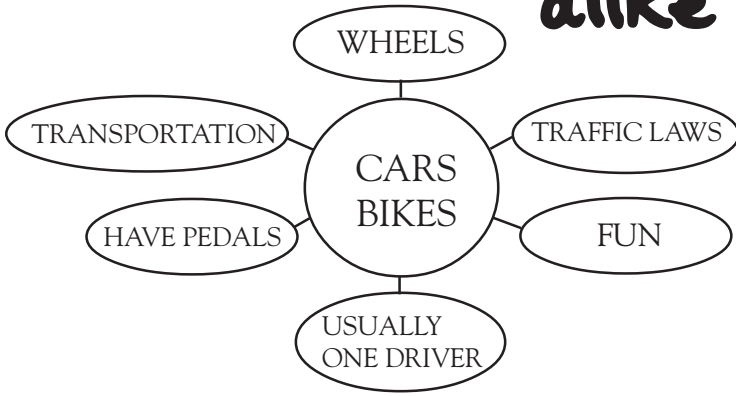 alike
WHEELS
TRANSPORTATION
TRAFFIC LAWS
CARS
BIKES
HAVE PEDALS
FUN
USUALLY
ONE DRIVER